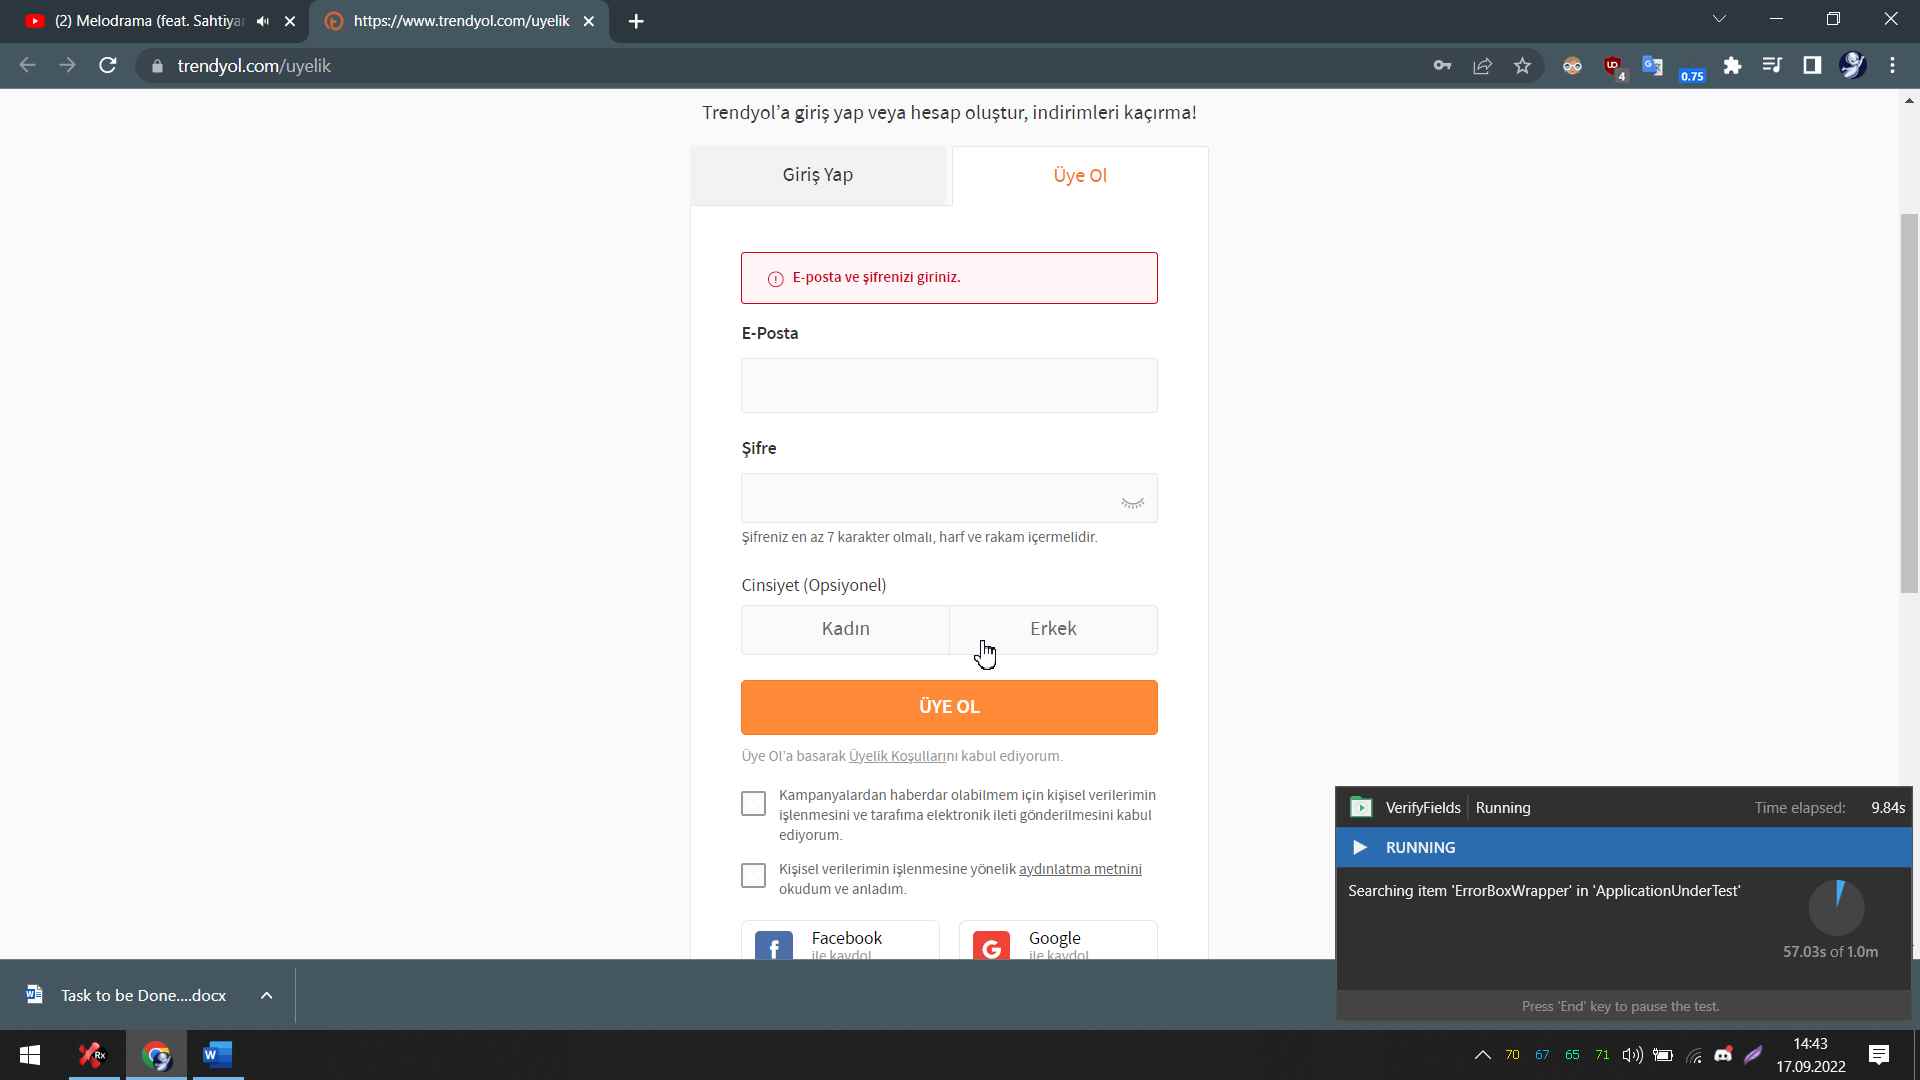 (2) Melodrama (feat. Sahtiya
https://www.trendyol.com/uyelik
trendyol.com/uyelik
4
0.75
Trendyol’a giriş yap veya hesap oluştur, indirimleri kaçırma!
Giriş Yap
Üye Ol
E-posta ve şifrenizi giriniz.
E-Posta
Şifre
Şifreniz en az 7 karakter olmalı, harf ve rakam içermelidir.
Cinsiyet (Opsiyonel)
Kadın
Erkek
ÜYE OL
Üye Ol’a basarak Üyelik Koşullarını kabul ediyorum.
Kampanyalardan haberdar olabilmem için kişisel verilerimin
işlenmesini ve tarafıma elektronik ileti gönderilmesini kabul
ediyorum.
Kişisel verilerimin işlenmesine yönelik aydınlatma metnini
okudum ve anladım.
Facebook
ile kaydol
Google
ile kaydol
VerifyFields
Running
Time elapsed:
9.84s
RUNNING
Searching item 'ErrorBoxWrapper' in 'ApplicationUnderTest'
57.03s of 1.0m
Press 'End' key to pause the test.
Task to be Done....docx
70
67
65
71
14:43
17.09.2022